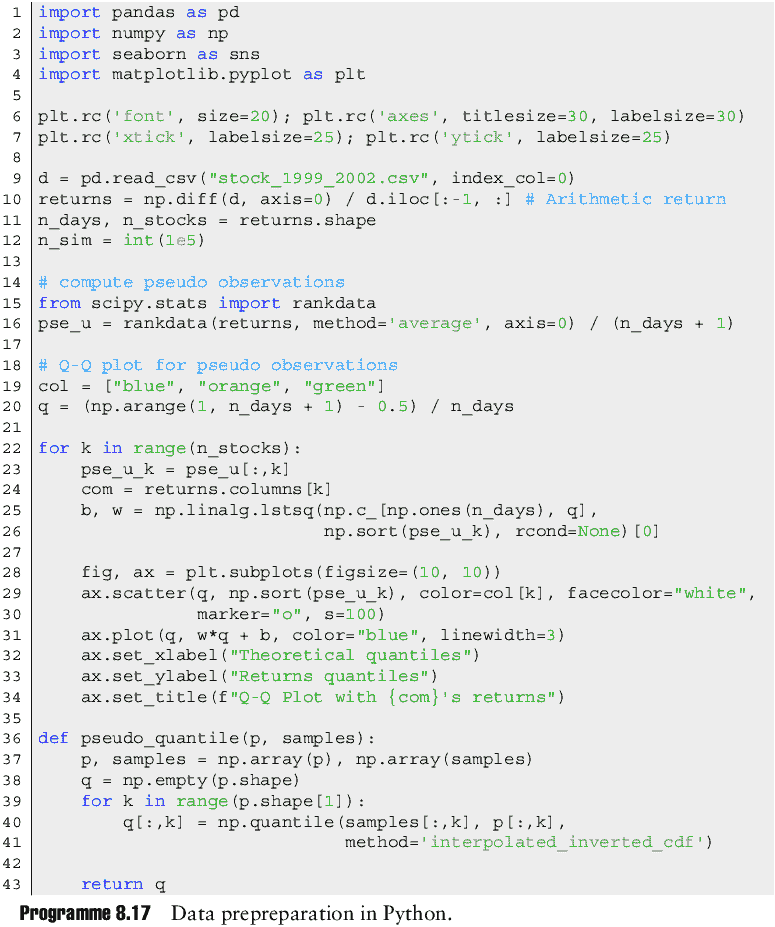 1 import pandas as pd
2 import numpy as np
3 import seaborn as sns
4 import matplotlib.pyplot as plt
5
6 plt.rc('font', size=20); plt.rc('axes', titlesize=30, labelsize=30)
7 plt.rc('xtick', labelsize=25); plt.rc('ytick', labelsize=25)
8
9 d = pd.read_csv("stock_1999_2002.csv", index_col=0)
10 returns = np.diff(d, axis=0) / d.iloc[:-1, :] # Arithmetic return
11 n_days, n_stocks = returns.shape
12 n_sim = int(1e5)
13
14 # compute pseudo observations
15 from scipy.stats import rankdata
16 pse_u = rankdata(returns, method='average', axis=0) / (n_days + 1)
17
18 # Q-Q plot for pseudo observations
19 col = ["blue", "orange", "green"]
20 q = (np.arange(1, n_days + 1) - 0.5) / n_days
21
22 for k in range(n_stocks):
23     pse_u_k = pse_u[:,k]
24     com = returns.columns[k]
25     b, w = np.linalg.lstsq(np.c_[np.ones(n_days), q],
26                            np.sort(pse_u_k), rcond=None)[0]
27
28     fig, ax = plt.subplots(figsize=(10, 10))
29     ax.scatter(q, np.sort(pse_u_k), color=col[k], facecolor="white",
30                marker="o", s=100)
31     ax.plot(q, w*q + b, color="blue", linewidth=3)
32     ax.set_xlabel("Theoretical quantiles")
33     ax.set_ylabel("Returns quantiles")
34     ax.set_title(f"Q-Q Plot with {com}'s returns")
35
36 def pseudo_quantile(p, samples):
37     p, samples = np.array(p), np.array(samples)
38     q = np.empty(p.shape)
39     for k in range(p.shape[1]):
40         q[:,k] = np.quantile(samples[:,k], p[:,k],
41                              method='interpolated_inverted_cdf')
42
43     return q
Programme 8.17 Data prepreparation in Python.